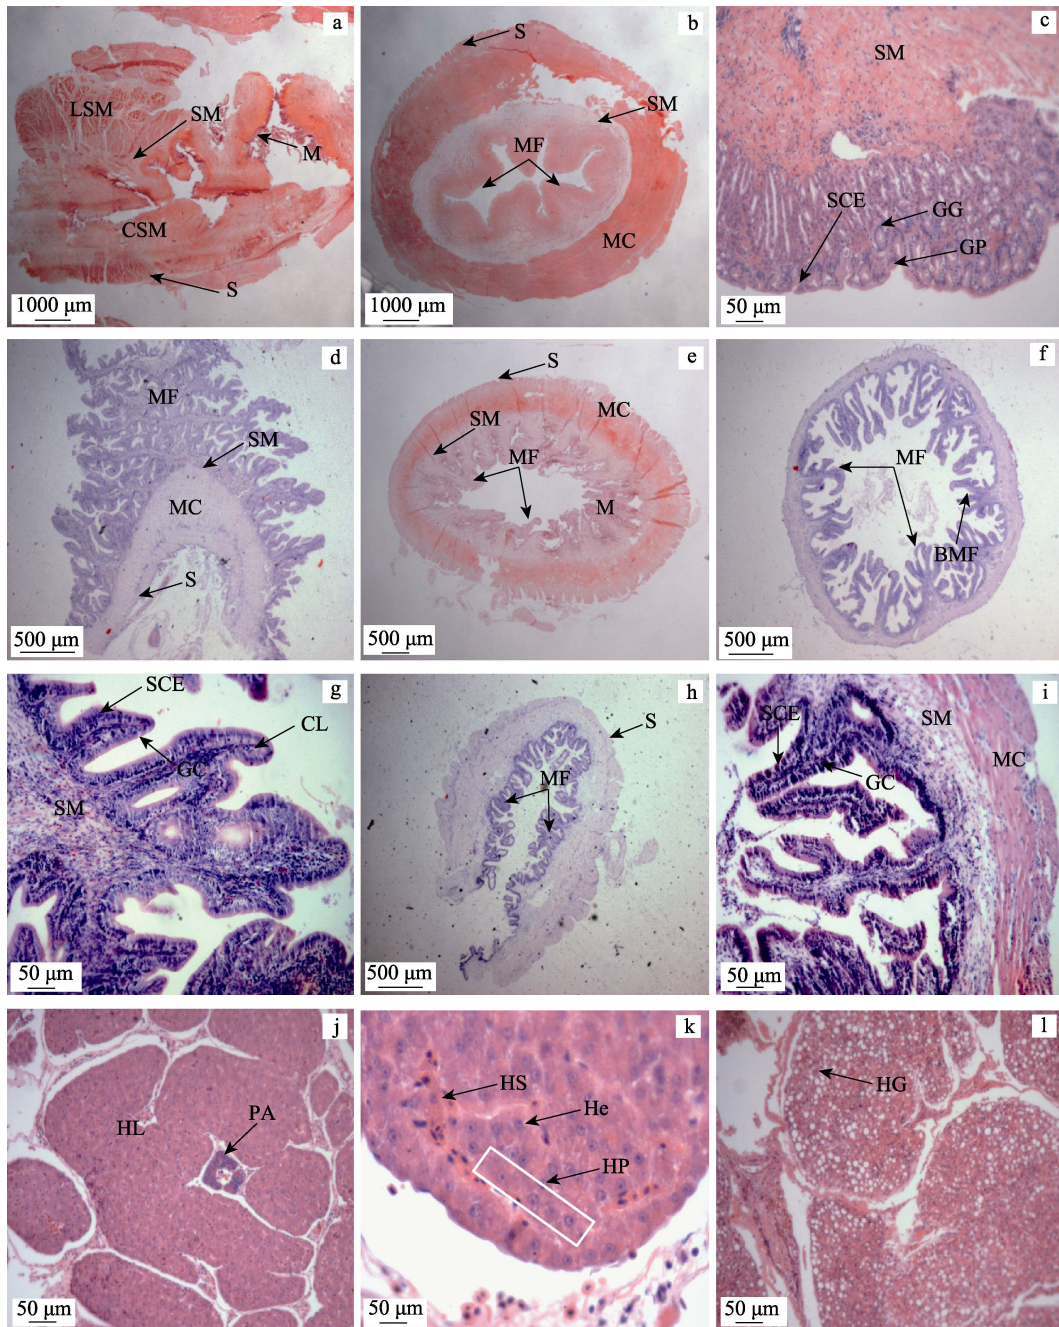 a
LSM
SM
M
CSM
S
1000 μm
b
S
SM
MF
MC
1000 μm
c
SM
SCE
GG
GP
50 μm
d
MF
SM
MC
S
500 μm
e
S
MC
SM
MF
M
500 μm
f
MF
BMF
500 μm
g
SCE
CL
GC
SM
50 μm
h
S
MF
500 μm
i
SCE
SM
MC
GC
50 μm
j
PA
HL
50 μm
k
HS
He
HP
50 μm
l
HG
50 μm